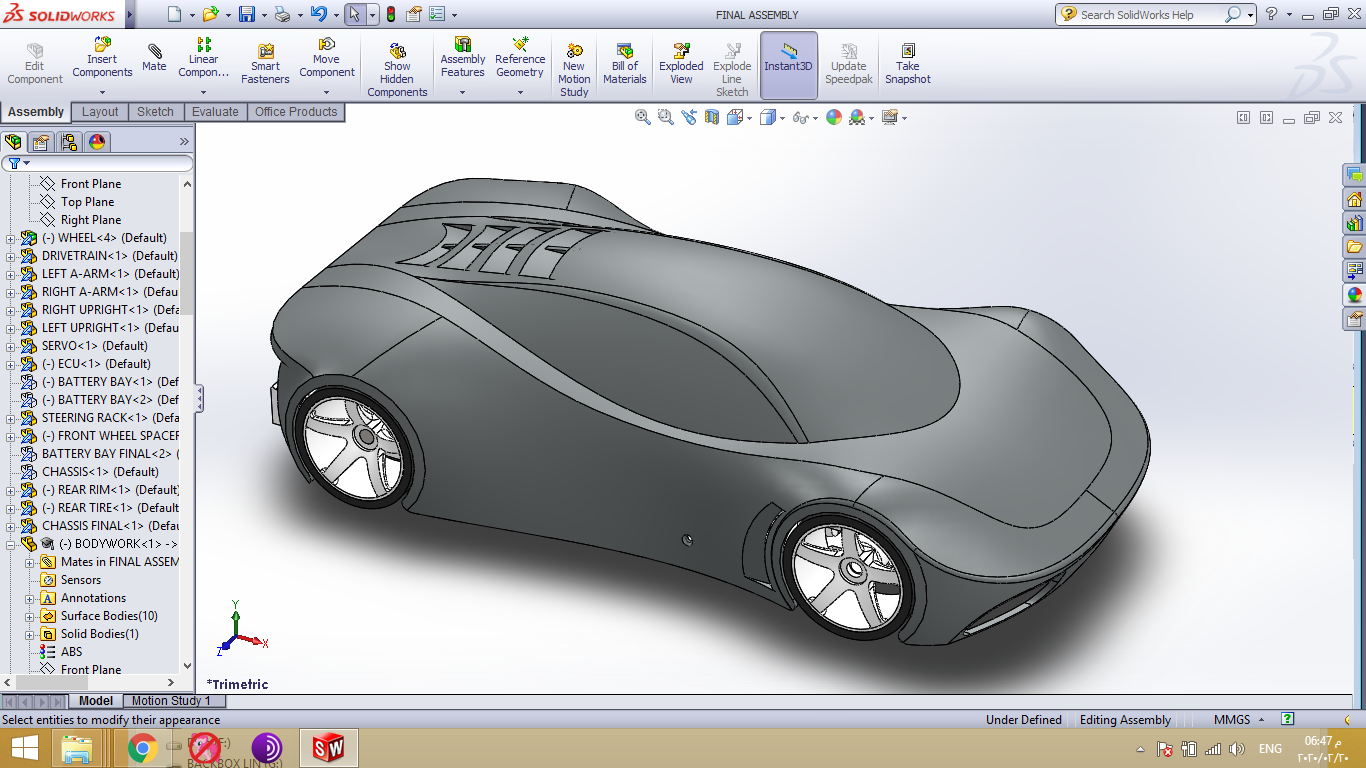 SOLIDWORKS
FINAL ASSEMBLY
Search SolidWorks Help
Edit Component
Insert Components
Mate
Linear Compon...
Smart Fasteners
Move Component
Show Hidden Components
Assembly Features
Reference Geometry
New Motion Study
Bill of Materials
Exploded View
Explode Line Sketch
Instant3D
Update Speedpak
Take Snapshot
Assembly
Layout
Sketch
Evaluate
Office Products
Front Plane
Top Plane
Right Plane
(-) WHEEL<4> (Default)
DRIVETRAIN<1> (Default)
LEFT A-ARM<1> (Default)
RIGHT A-ARM<1> (Defau
RIGHT UPRIGHT<1> (Defa
LEFT UPRIGHT<1> (Defau
SERVO<1> (Default)
(-) ECU<1> (Default)
(-) BATTERY BAY<1> (Def
(-) BATTERY BAY<2> (Def
STEERING RACK<1> (Defa
(-) FRONT WHEEL SPACER
BATTERY BAY FINAL<2> (
CHASSIS<1> (Default)
(-) REAR RIM<1> (Default)
(-) REAR TIRE<1> (Default)
CHASSIS FINAL<1> (Defau
(-) BODYWORK<1> ->
Mates in FINAL ASSEM
Sensors
Annotations
Surface Bodies(10)
Solid Bodies(1)
ABS
Front Plane
Y
X
Z
*Trimetric
Model
Motion Study 1
Select entities to modify their appearance
Under Defined
Editing Assembly
MMGS
ENG
06:47 م
٢٠٢٠/٠٢/٢٠
BACKBOX LIN (G:)
SW